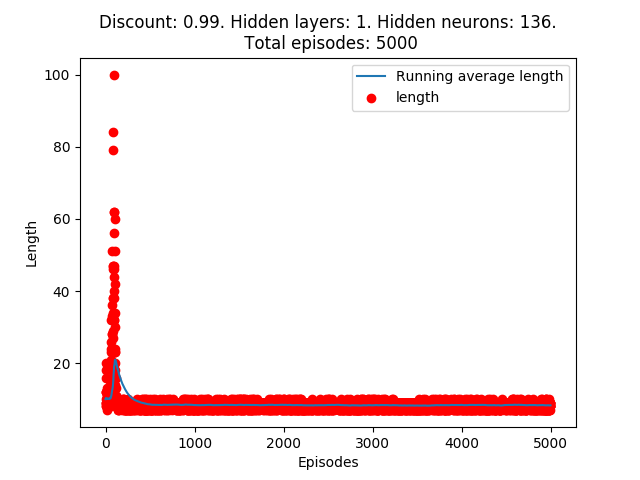 Discount: 0.99. Hidden layers: 1. Hidden neurons: 136.
Total episodes: 5000
Running average length
length
100
80
60
40
20
Length
0 1000 2000 3000 4000 5000
Episodes